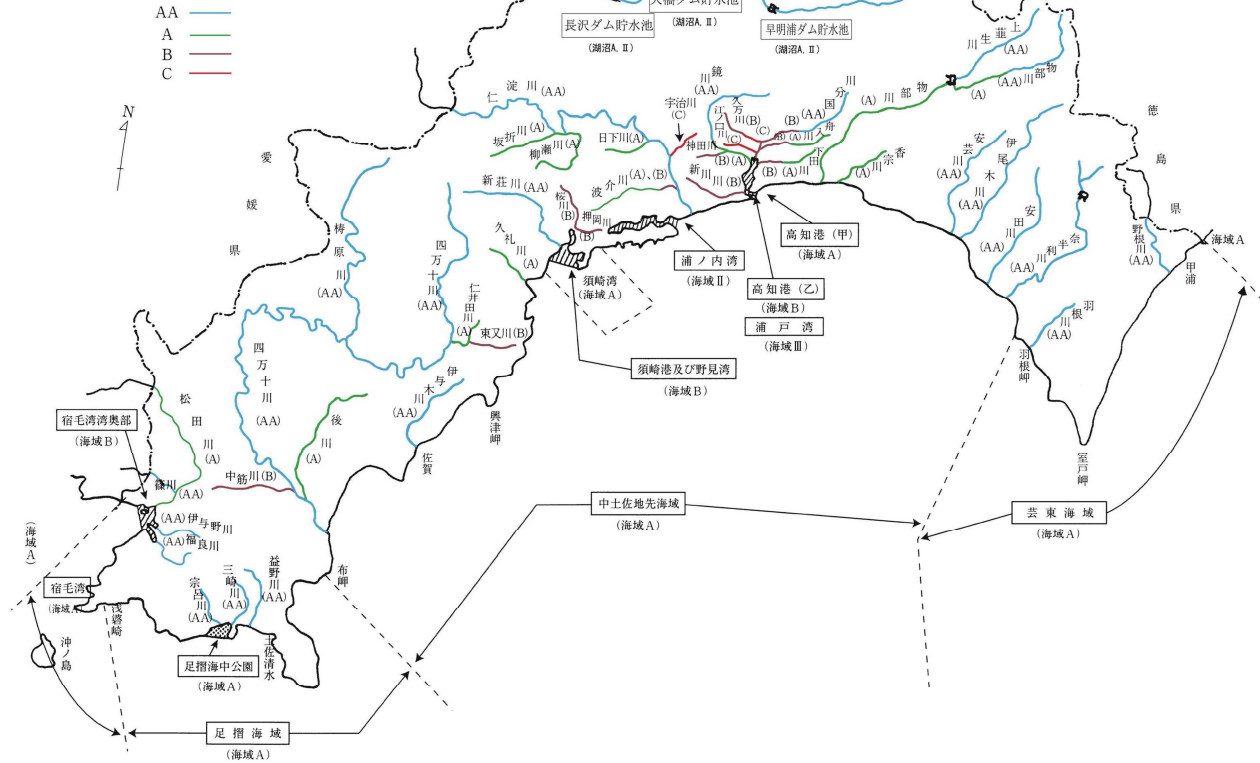 AA
A
B
C
N
大橋ダム貯水池
(湖沼A, Ⅱ)
長沢ダム貯水池
(湖沼A, Ⅱ)
早明浦ダム貯水池
(湖沼A, Ⅱ)
愛媛県
徳島県
仁淀川(AA)
坂折川(A)
柳瀬川(A)
日下川(A)
宇治川
(C)
鏡川
(AA)
久万川(B)
(C)
江ノ口川(C)
神田川
(B)(A)
国分川
(AA)
(B)
舟入川(A)
(B)
下田川(A)
(B)
物部川(A)
(A)
物部川(AA)
上韮生川
(AA)
香宗川(A)
新川川(B)
波介川(A)、(B)
新荘川(AA)
桜川
(B)
押岡川
(B)
久礼川
(A)
梼原川
(AA)
四万十川
(AA)
仁井田川
(A)
東又川(B)
四万十川
(AA)
伊与木川
(AA)
後川
(A)
中筋川(B)
松田川
(A)
篠川
(AA)
(AA)伊与野川
(AA)福良川
宗呂川
(AA)
三崎川
(AA)
益野川
(AA)
安芸川
(AA)
伊尾木川
(AA)
安田川
(AA)
奈半利川
(AA)
野根川
(AA)
羽根川
(AA)
海域A
甲浦
羽根岬
室戸岬
興津岬
佐賀
布岬
土佐清水
沖ノ島
高知港(甲)
(海域A)
浦ノ内湾
(海域Ⅱ)
高知港(乙)
(海域B)
浦戸湾
(海域Ⅲ)
須崎湾
(海域A)
須崎港及び野見湾
(海域B)
宿毛湾湾奥部
(海域B)
(海域A)
宿毛湾
(海域A)
足摺海中公園
(海域A)
足摺海域
(海域A)
中土佐地先海域
(海域A)
芸東海域
(海域A)